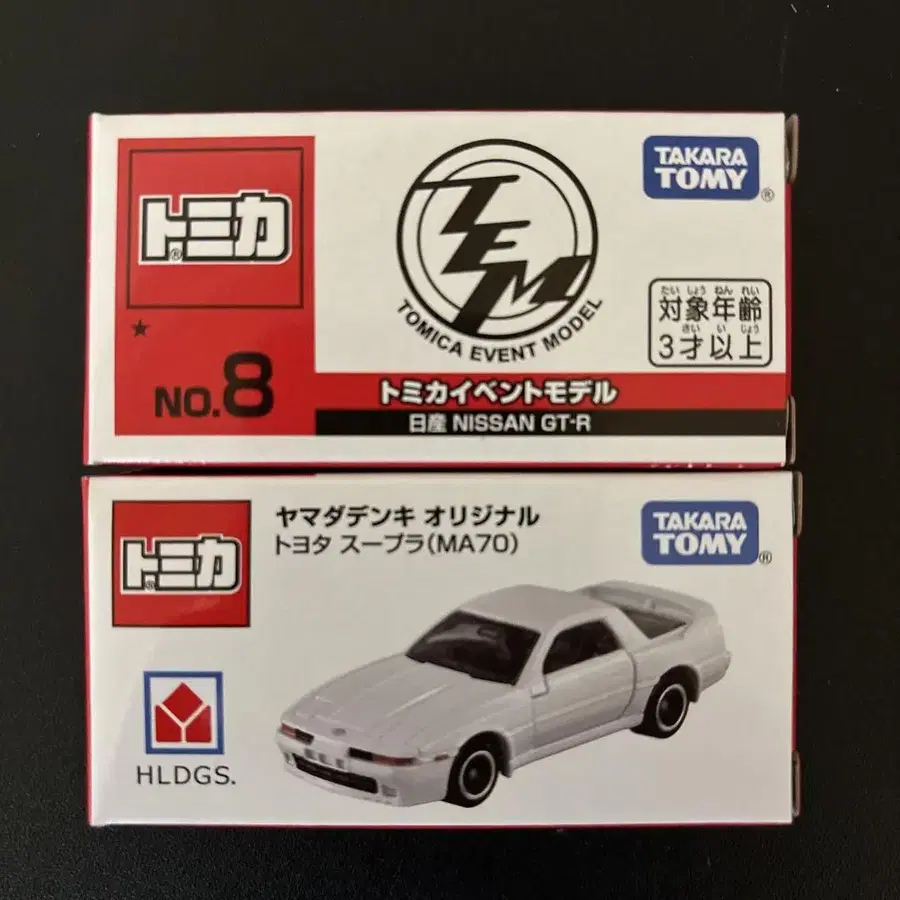 トミカ®
TEM
TOMICA EVENT MODEL
TAKARA
TOMY®
たいしょうねんれい
対象年齢
さい いじょう
3才以上
★
NO.8
トミカイベントモデル
日産 NISSAN GT-R
トミカ®
ヤマダデンキ オリジナル
トヨタ スープラ(MA70)
TAKARA
TOMY®
HLDGS.